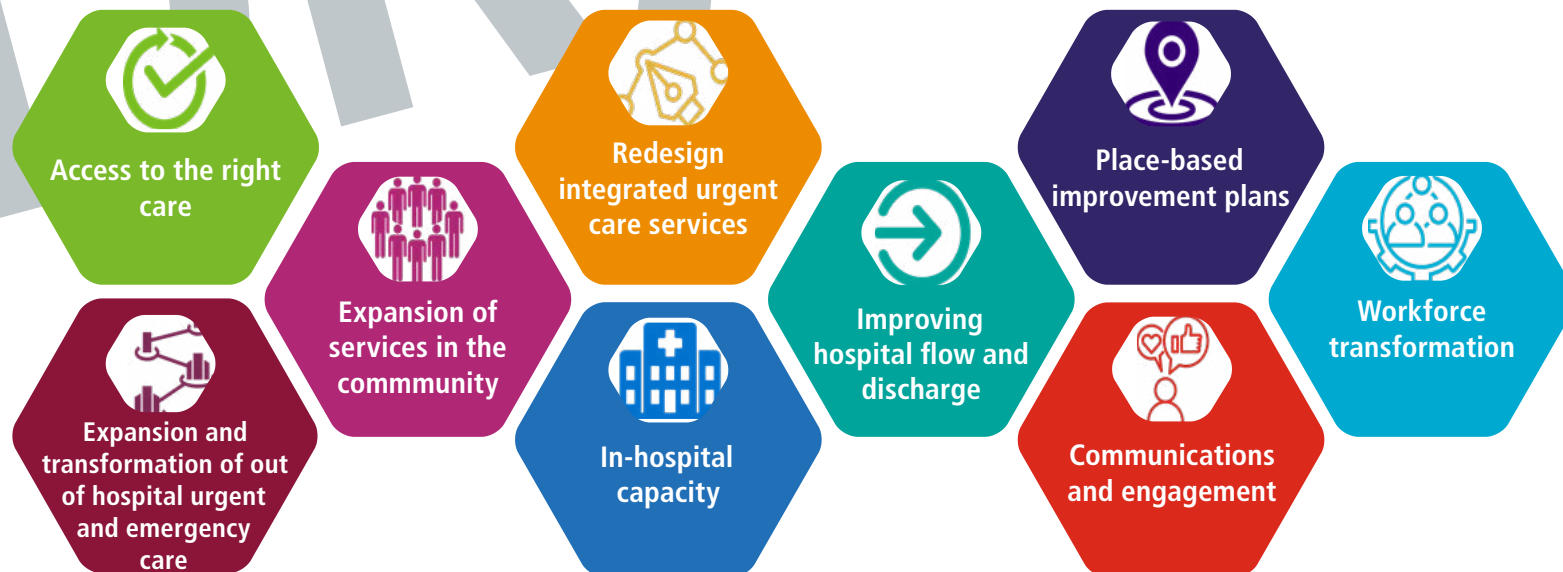 Access to the right
care
Expansion and
transformation of out
of hospital urgent
and emergency
care
Expansion of
services in the
commmunity
Redesign
integrated urgent
care services
In-hospital
capacity
Improving
hospital flow and
discharge
Place-based
improvement plans
Communications
and engagement
Workforce
transformation